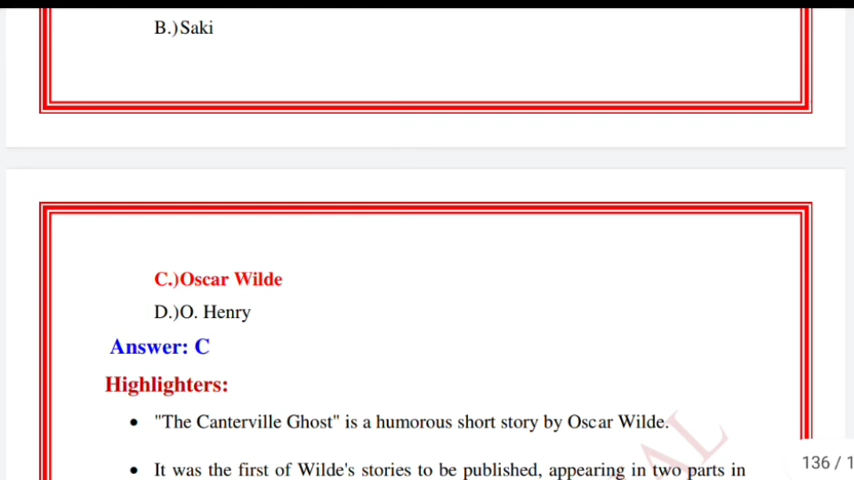 B.)Saki
C.)Oscar Wilde
D.)O. Henry
Answer: C
Highlighters:
• "The Canterville Ghost" is a humorous short story by Oscar Wilde.
• It was the first of Wilde's stories to be published, appearing in two parts in
136 / 1